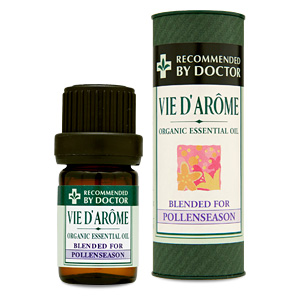 RECOMMENDED
BY DOCTOR
VIE D'ARÔME
ORGANIC ESSENTIAL OIL
BLENDED FOR
POLLENSEASON
RECOMMENDED
BY DOCTOR
VIE D'ARÔME
ORGANIC ESSENTIAL OIL
BLENDED FOR
POLLENSEASON